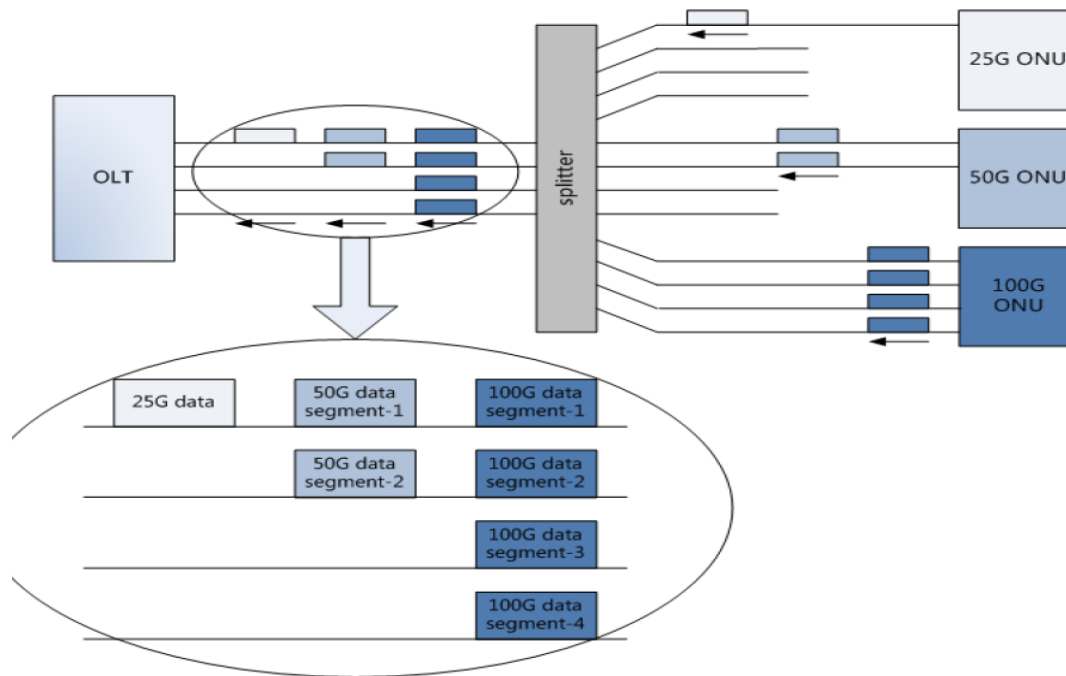 25G ONU
OLT
splitter
50G ONU
100G
ONU
25G data
50G data
segment-1
100G data
segment-1
50G data
segment-2
100G data
segment-2
100G data
segment-3
100G data
segment-4